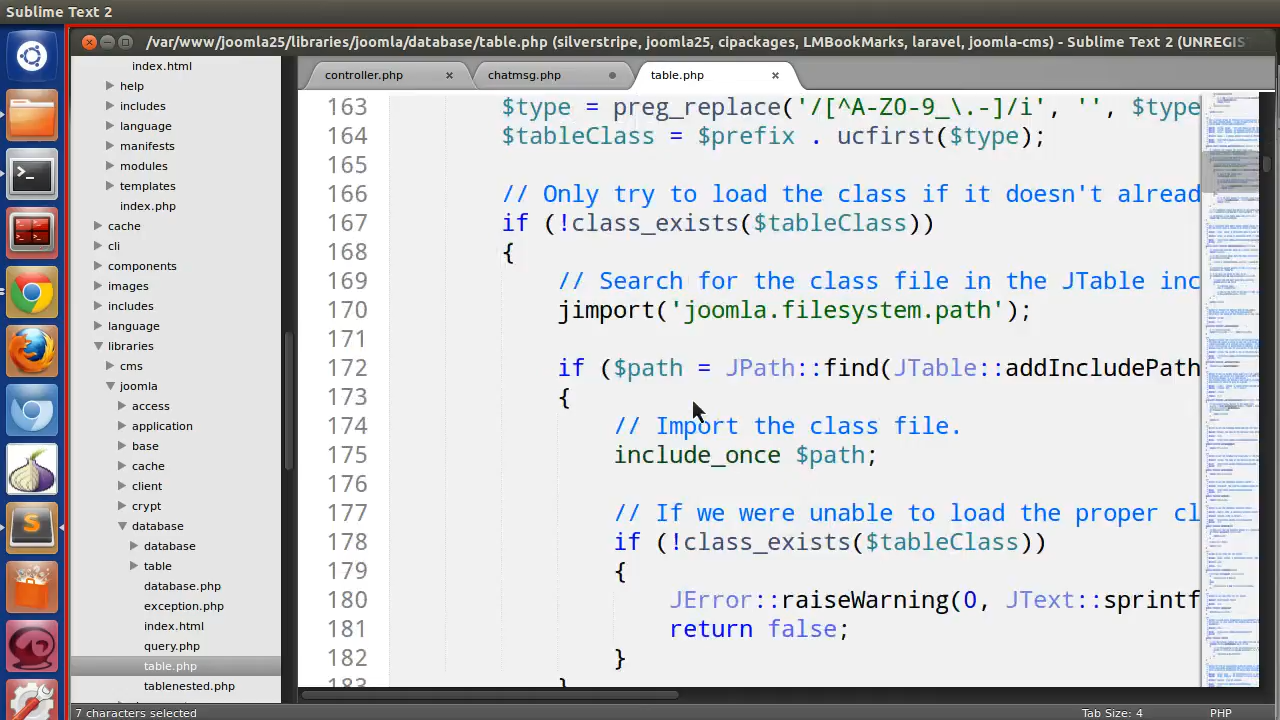 Sublime Text 2
/var/www/joomla25/libraries/joomla/database/table.php (silverstripe, joomla25, cipackages, LMBookMarks, laravel, joomla-cms) - Sublime Text 2 (UNREGIS
index.html
help
includes
language
manifests
modules
templates
index.php
cache
cli
components
images
includes
language
libraries
cms
joomla
access
application
base
cache
client
crypt
database
database
table
database.php
exception.php
index.html
query.php
table.php
tablenested.php
controller.php
chatmsg.php
table.php
163 $type = preg_replace('/[^A-Z0-9_\.-]/i', '', $type
164 $tableClass = $prefix . ucfirst($type);
165
166 // Only try to load the class if it doesn't alread
167 if (!class_exists($tableClass))
168 {
169 // Search for the class file in the JTable inc
170 jimport('joomla.filesystem.path');
171
172 if ($path = JPath::find(JTable::addIncludePath
173 {
174 // Import the class file.
175 include_once $path;
176
177 // If we were unable to load the proper cl
178 if (!class_exists($tableClass))
179 {
180 JError::raiseWarning(0, JText::sprintf
181 return false;
182 }
7 characters selected
Tab Size: 4
PHP